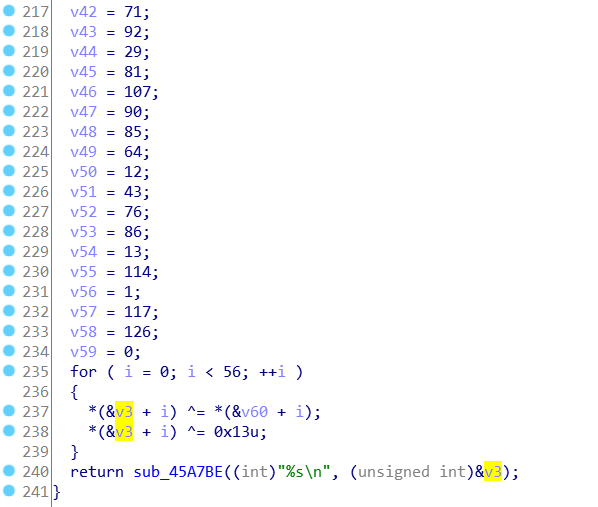 217 v42 = 71;
218 v43 = 92;
219 v44 = 29;
220 v45 = 81;
221 v46 = 107;
222 v47 = 90;
223 v48 = 85;
224 v49 = 64;
225 v50 = 12;
226 v51 = 43;
227 v52 = 76;
228 v53 = 86;
229 v54 = 13;
230 v55 = 114;
231 v56 = 1;
232 v57 = 117;
233 v58 = 126;
234 v59 = 0;
235 for ( i = 0; i < 56; ++i )
236 {
237 *(&v3 + i) ^= *(&v60 + i);
238 *(&v3 + i) ^= 0x13u;
239 }
240 return sub_45A7BE((int)"%s\n", (unsigned int)&v3);
241 }